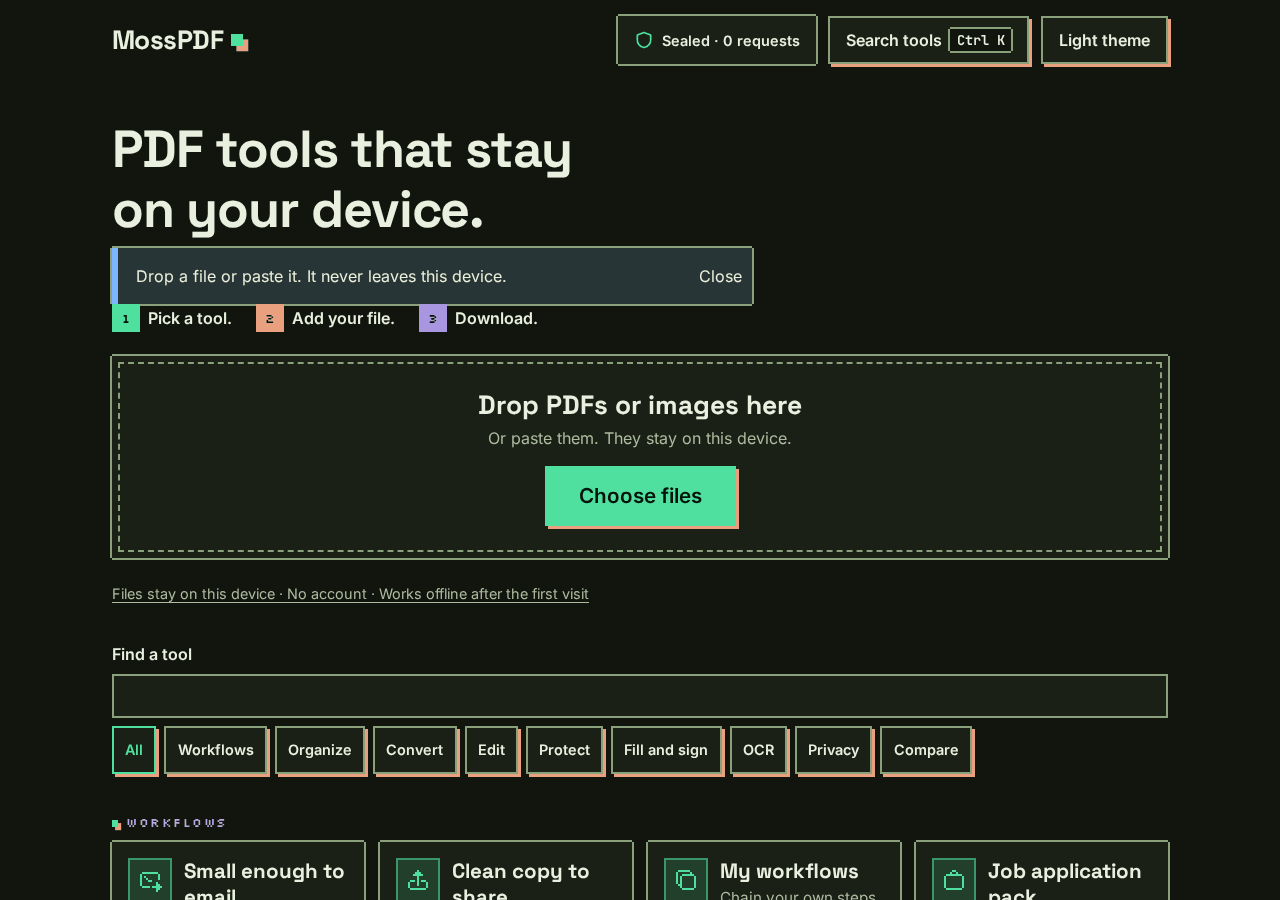 MossPDF
Sealed · 0 requests
Search tools Ctrl K
Light theme
PDF tools that stay
on your device.
Drop a file or paste it. It never leaves this device.
Close
1 Pick a tool.
2 Add your file.
3 Download.
Drop PDFs or images here
Or paste them. They stay on this device.
Choose files
Files stay on this device · No account · Works offline after the first visit
Find a tool
All
Workflows
Organize
Convert
Edit
Protect
Fill and sign
OCR
Privacy
Compare
WORKFLOWS
Small enough to
email
Clean copy to
share
My workflows
Chain your own steps
Job application
pack